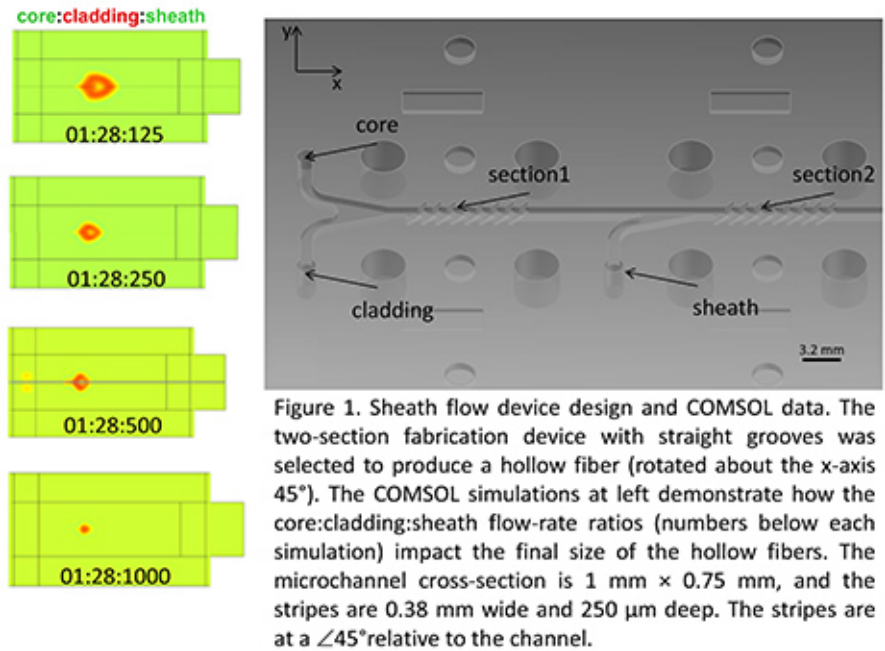 core:cladding:sheath
01:28:125
01:28:250
01:28:500
01:28:1000
y
x
core
section1
section2
cladding
sheath
3.2 mm
Figure 1. Sheath flow device design and COMSOL data. The
two-section fabrication device with straight grooves was
selected to produce a hollow fiber (rotated about the x-axis
45°). The COMSOL simulations at left demonstrate how the
core:cladding:sheath flow-rate ratios (numbers below each
simulation) impact the final size of the hollow fibers. The
microchannel cross-section is 1 mm × 0.75 mm, and the
stripes are 0.38 mm wide and 250 μm deep. The stripes are
at a ∠45°relative to the channel.